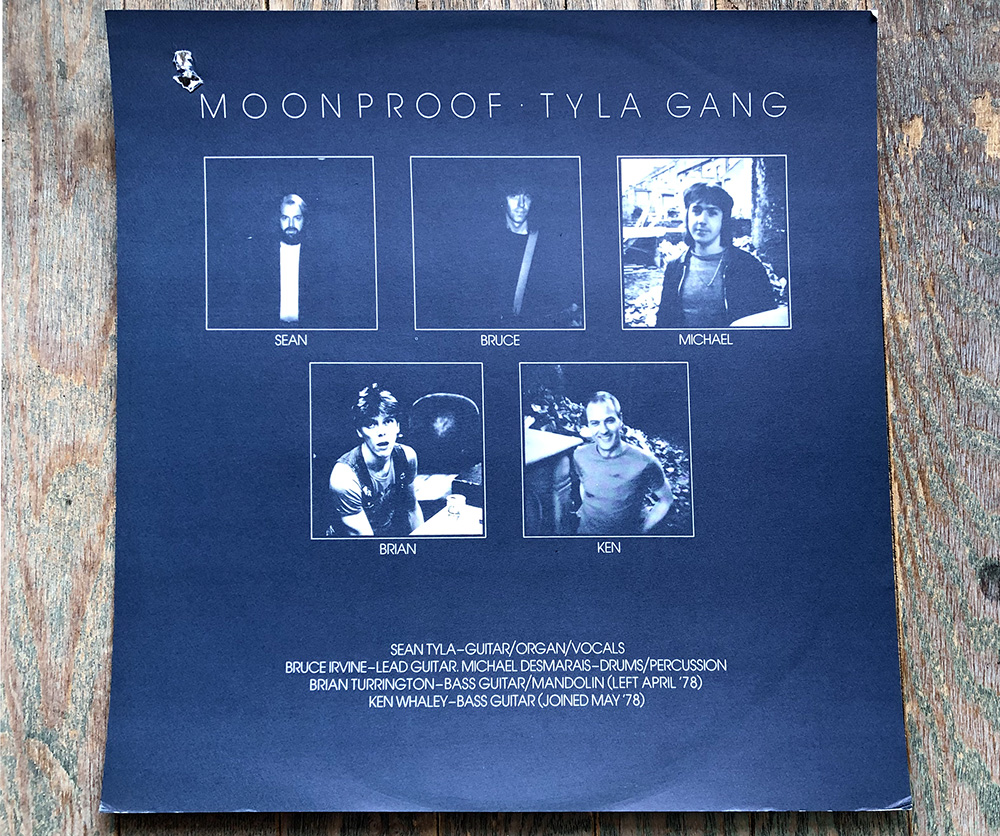 MOONPROOF · TYLA GANG
SEAN
BRUCE
MICHAEL
BRIAN
KEN
SEAN TYLA–GUITAR/ORGAN/VOCALS
BRUCE IRVINE–LEAD GUITAR. MICHAEL DESMARAIS–DRUMS/PERCUSSION
BRIAN TURRINGTON–BASS GUITAR/MANDOLIN (LEFT APRIL '78)
KEN WHALEY–BASS GUITAR (JOINED MAY '78)